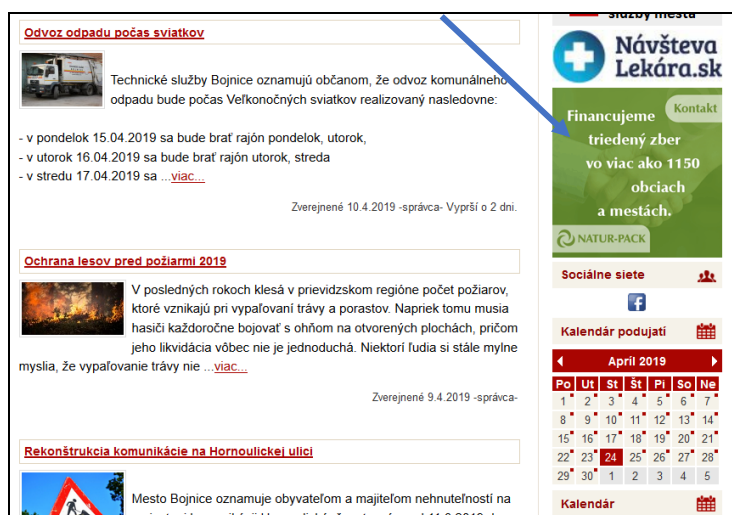 Odvoz odpadu počas sviatkov
Technické služby Bojnice oznamujú občanom, že odvoz komunálneho
odpadu bude počas Veľkonočných sviatkov realizovaný nasledovne:
- v pondelok 15.04.2019 sa bude brať rajón pondelok, utorok,
- v utorok 16.04.2019 sa bude brať rajón utorok, streda
- v stredu 17.04.2019 sa ...viac...
Zverejnené 10.4.2019 -správca- Vyprší o 2 dni.
Ochrana lesov pred požiarmi 2019
V posledných rokoch klesá v prievidzskom regióne počet požiarov,
ktoré vznikajú pri vypaľovaní trávy a porastov. Napriek tomu musia
hasiči každoročne bojovať s ohňom na otvorených plochách, pričom
jeho likvidácia vôbec nie je jednoduchá. Niektorí ľudia si stále mylne
myslia, že vypaľovanie trávy nie ...viac...
Zverejnené 9.4.2019 -správca-
Rekonštrukcia komunikácie na Hornoulickej ulici
Mesto Bojnice oznamuje obyvateľom a majiteľom nehnuteľností na
služby mesta
Návšteva
Lekára.sk
Kontakt
Financujeme
triedený zber
vo viac ako 1150
obciach
a mestách.
NATUR-PACK
Sociálne siete
f
Kalendár podujatí
Apríl 2019
Po Ut St Št Pi So Ne
1 2 3 4 5 6 7
8 9 10 11 12 13 14
15 16 17 18 19 20 21
22 23 24 25 26 27 28
29 30 1 2 3 4 5
Kalendár